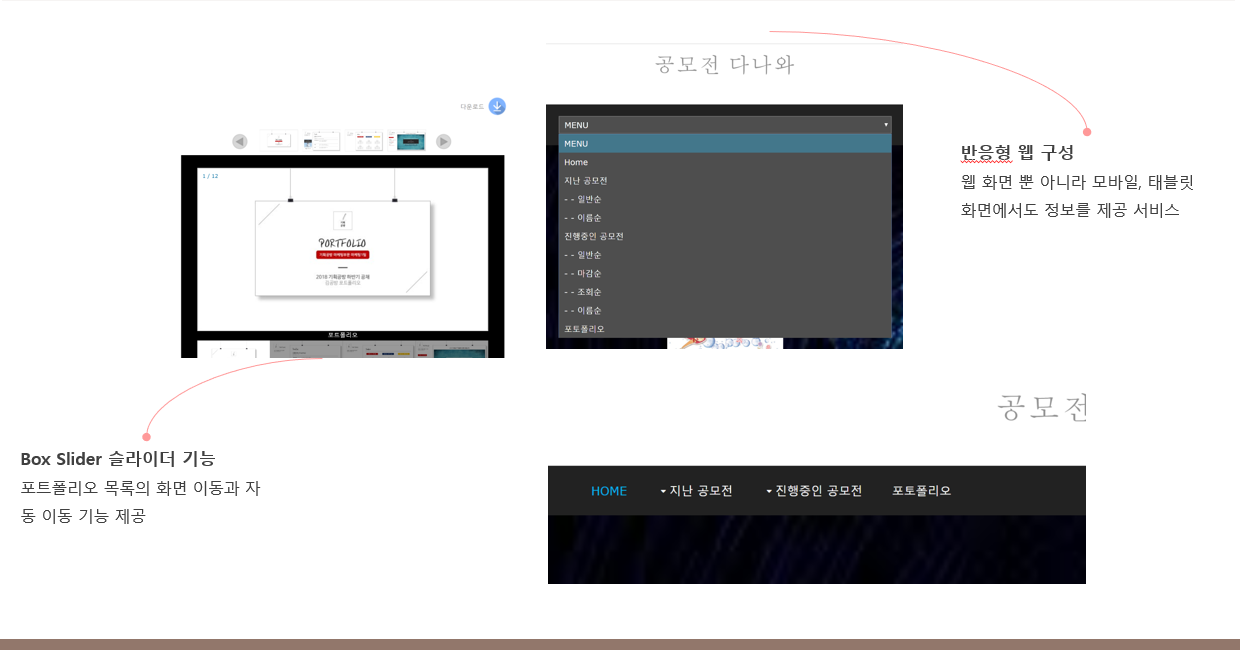 공모전 다나와
다운로드
MENU
MENU
Home
지난 공모전
- - 일반순
- - 이름순
진행중인 공모전
- - 일반순
- - 마감순
- - 조회순
- - 이름순
포토폴리오
반응형 웹 구성
웹 화면 뿐 아니라 모바일, 태블릿
화면에서도 정보를 제공 서비스
1 / 12
PORTFOLIO
2018 기획공방 하반기 공채
김공방 포트폴리오
포트폴리오
Box Slider 슬라이더 기능
포트폴리오 목록의 화면 이동과 자
동 이동 기능 제공
공모전
HOME 지난 공모전 진행중인 공모전 포토폴리오